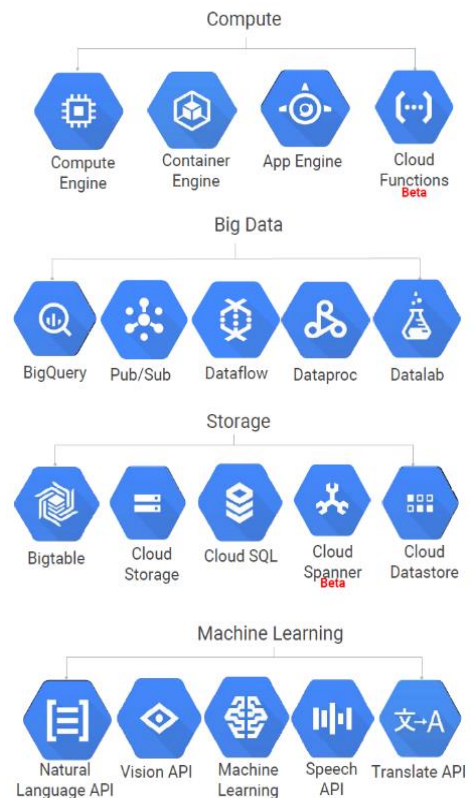 Compute
Compute
Engine
Container
Engine
App Engine
Cloud
Functions
Beta
Big Data
BigQuery
Pub/Sub
Dataflow
Dataproc
Datalab
Storage
Bigtable
Cloud
Storage
Cloud SQL
Cloud
Spanner
Beta
Cloud
Datastore
Machine Learning
Natural
Language API
Vision API
Machine
Learning
Speech
API
文→A
Translate API